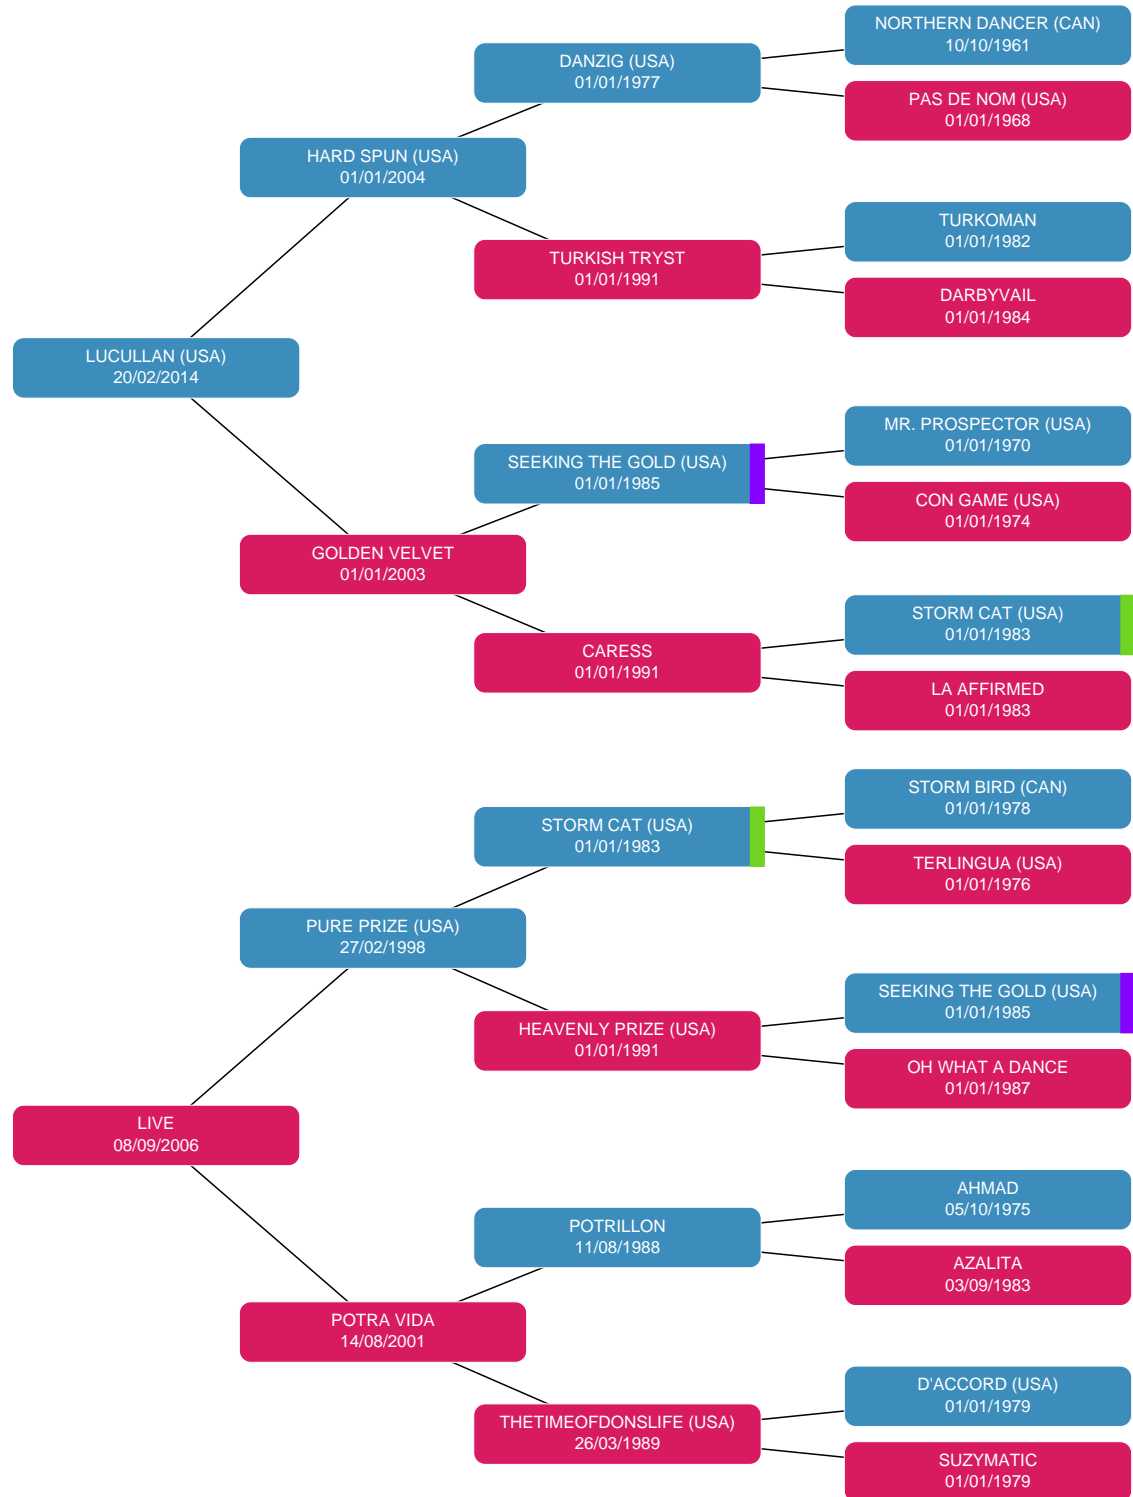 NORTHERN DANCER (CAN)
10/10/1961
DANZIG (USA)
01/01/1977
PAS DE NOM (USA)
01/01/1968
HARD SPUN (USA)
01/01/2004
TURKOMAN
01/01/1982
TURKISH TRYST
01/01/1991
DARBYVAIL
01/01/1984
LUCULLAN (USA)
20/02/2014
MR. PROSPECTOR (USA)
01/01/1970
SEEKING THE GOLD (USA)
01/01/1985
CON GAME (USA)
01/01/1974
GOLDEN VELVET
01/01/2003
STORM CAT (USA)
01/01/1983
CARESS
01/01/1991
LA AFFIRMED
01/01/1983
STORM BIRD (CAN)
01/01/1978
STORM CAT (USA)
01/01/1983
TERLINGUA (USA)
01/01/1976
PURE PRIZE (USA)
27/02/1998
SEEKING THE GOLD (USA)
01/01/1985
HEAVENLY PRIZE (USA)
01/01/1991
OH WHAT A DANCE
01/01/1987
LIVE
08/09/2006
AHMAD
05/10/1975
POTRILLON
11/08/1988
AZALITA
03/09/1983
POTRA VIDA
14/08/2001
D'ACCORD (USA)
01/01/1979
THETIMEOFDONSLIFE (USA)
26/03/1989
SUZYMATIC
01/01/1979